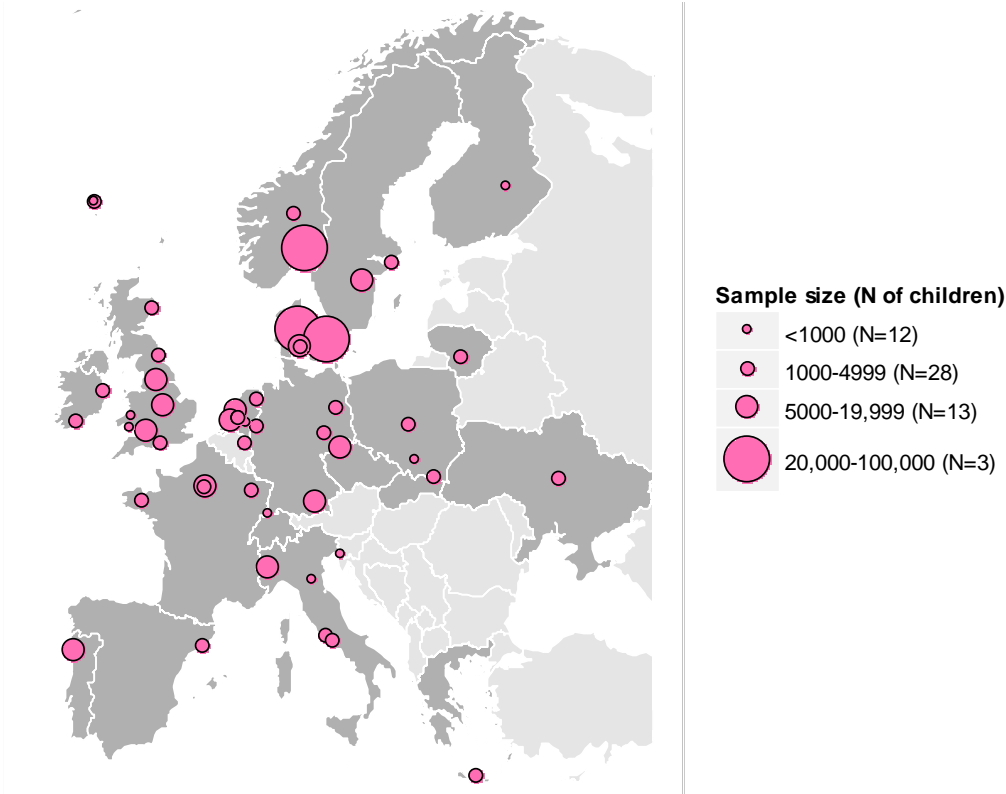 Sample size (N of children)
<1000 (N=12)
1000-4999 (N=28)
5000-19,999 (N=13)
20,000-100,000 (N=3)